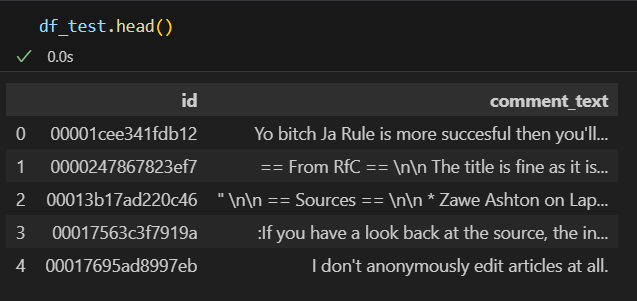 df_test.head()
0.0s
id comment_text
0 00001cee341fdb12 Yo bitch Ja Rule is more succesful then you'll...
1 0000247867823ef7 == From RfC == \n\n The title is fine as it is...
2 00013b17ad220c46 " \n\n == Sources == \n\n * Zawe Ashton on Lap...
3 00017563c3f7919a :If you have a look back at the source, the in...
4 00017695ad8997eb I don't anonymously edit articles at all.